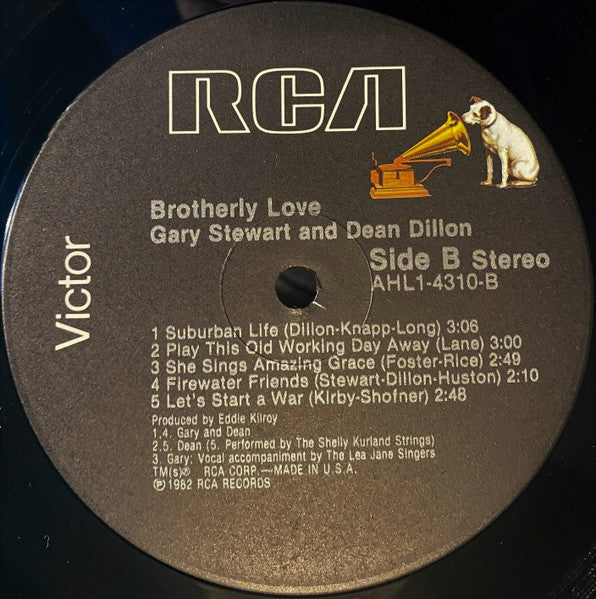 RCA
Victor
Brotherly Love
Gary Stewart and Dean Dillon
Side B Stereo
AHL1-4310-B
1 Suburban Life (Dillon-Knapp-Long) 3:06
2 Play This Old Working Day Away (Lane) 3:00
3 She Sings Amazing Grace (Foster-Rice) 2:49
4 Firewater Friends (Stewart-Dillon-Huston) 2:10
5 Let's Start a War (Kirby-Shofner) 2:48
Produced by Eddie Kilroy
1,4. Gary and Dean
2,5. Dean (5. Performed by The Shelly Kurland Strings)
3. Gary; Vocal accompaniment by The Lea Jane Singers
TM(s)® RCA CORP.—MADE IN U.S.A.
℗1982 RCA RECORDS